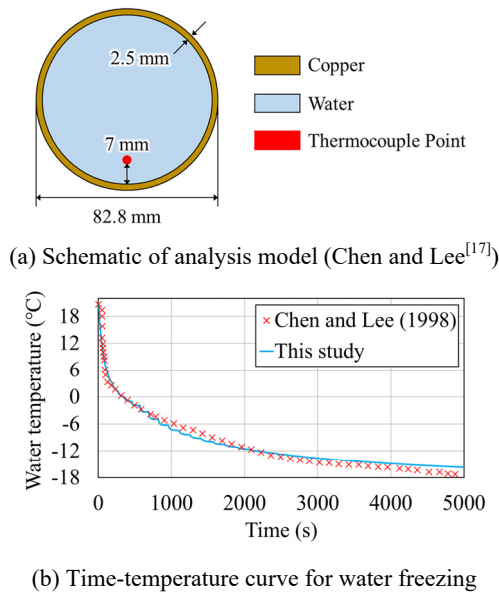 2.5 mm
Copper
Water
7 mm
Thermocouple Point
82.8 mm
(a) Schematic of analysis model (Chen and Lee[17])
Water temperature (°C)
18
12
6
0
-6
-12
-18
Chen and Lee (1998)
This study
0
1000
2000
3000
4000
5000
Time (s)
(b) Time-temperature curve for water freezing